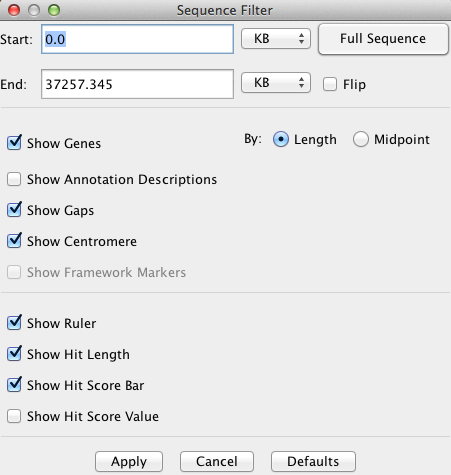 Sequence Filter
Start: 0.0 KB Full Sequence
End: 37257.345 KB Flip
Show Genes By: Length Midpoint
Show Annotation Descriptions
Show Gaps
Show Centromere
Show Framework Markers
Show Ruler
Show Hit Length
Show Hit Score Bar
Show Hit Score Value
Apply Cancel Defaults